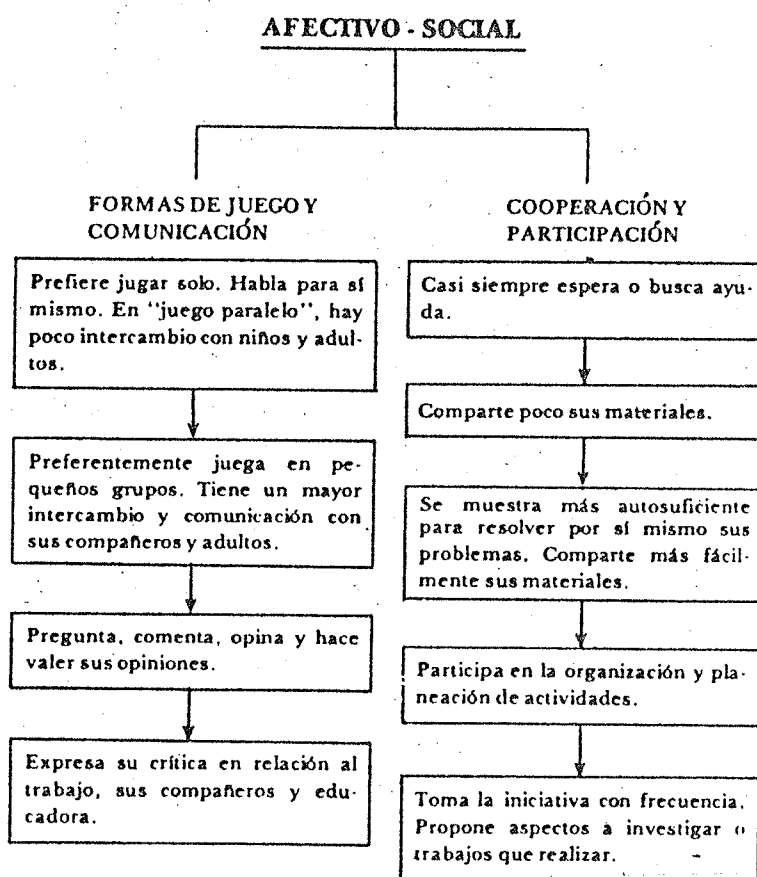 AFECTIVO - SOCIAL
FORMAS DE JUEGO Y
COMUNICACIÓN
Prefiere jugar solo. Habla para sí
mismo. En "juego paralelo", hay
poco intercambio con niños y adul-
tos.
Preferentemente juega en pe-
queños grupos. Tiene un mayor
intercambio y comunicación con
sus compañeros y adultos.
Pregunta, comenta, opina y hace
valer sus opiniones.
Expresa su crítica en relación al
trabajo, sus compañeros y edu-
cadora.
COOPERACIÓN Y
PARTICIPACIÓN
Casi siempre espera o busca ayu-
da.
Comparte poco sus materiales.
Se muestra más autosuficiente
para resolver por sí mismo sus
problemas. Comparte más fácil-
mente sus materiales.
Participa en la organización y pla-
neación de actividades.
Toma la iniciativa con frecuencia.
Propone aspectos a investigar o
trabajos que realizar.